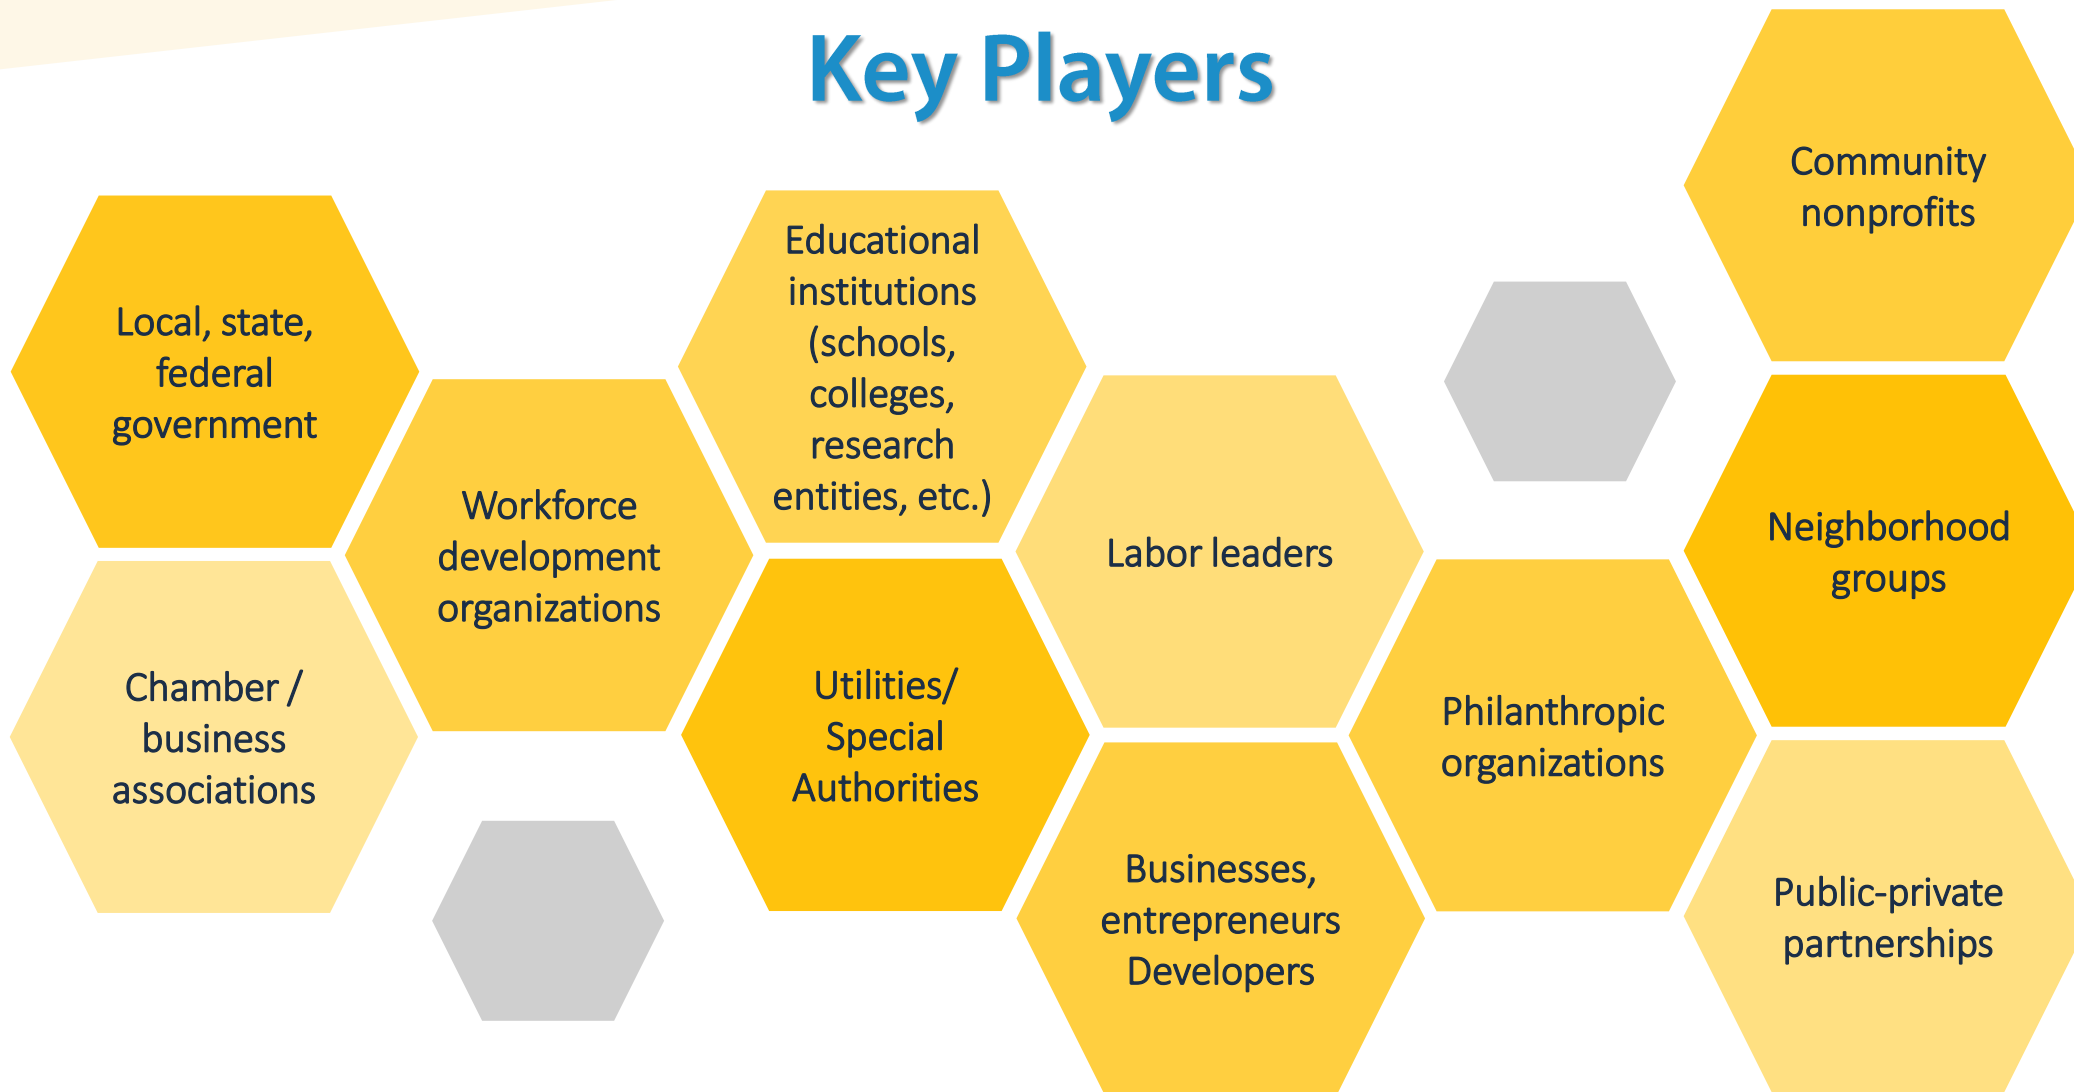 Key Players
Local, state,
federal
government
Chamber /
business
associations
Workforce
development
organizations
Educational
institutions
(schools,
colleges,
research
entities, etc.)
Utilities/
Special
Authorities
Labor leaders
Businesses,
entrepreneurs
Developers
Philanthropic
organizations
Community
nonprofits
Neighborhood
groups
Public-private
partnerships